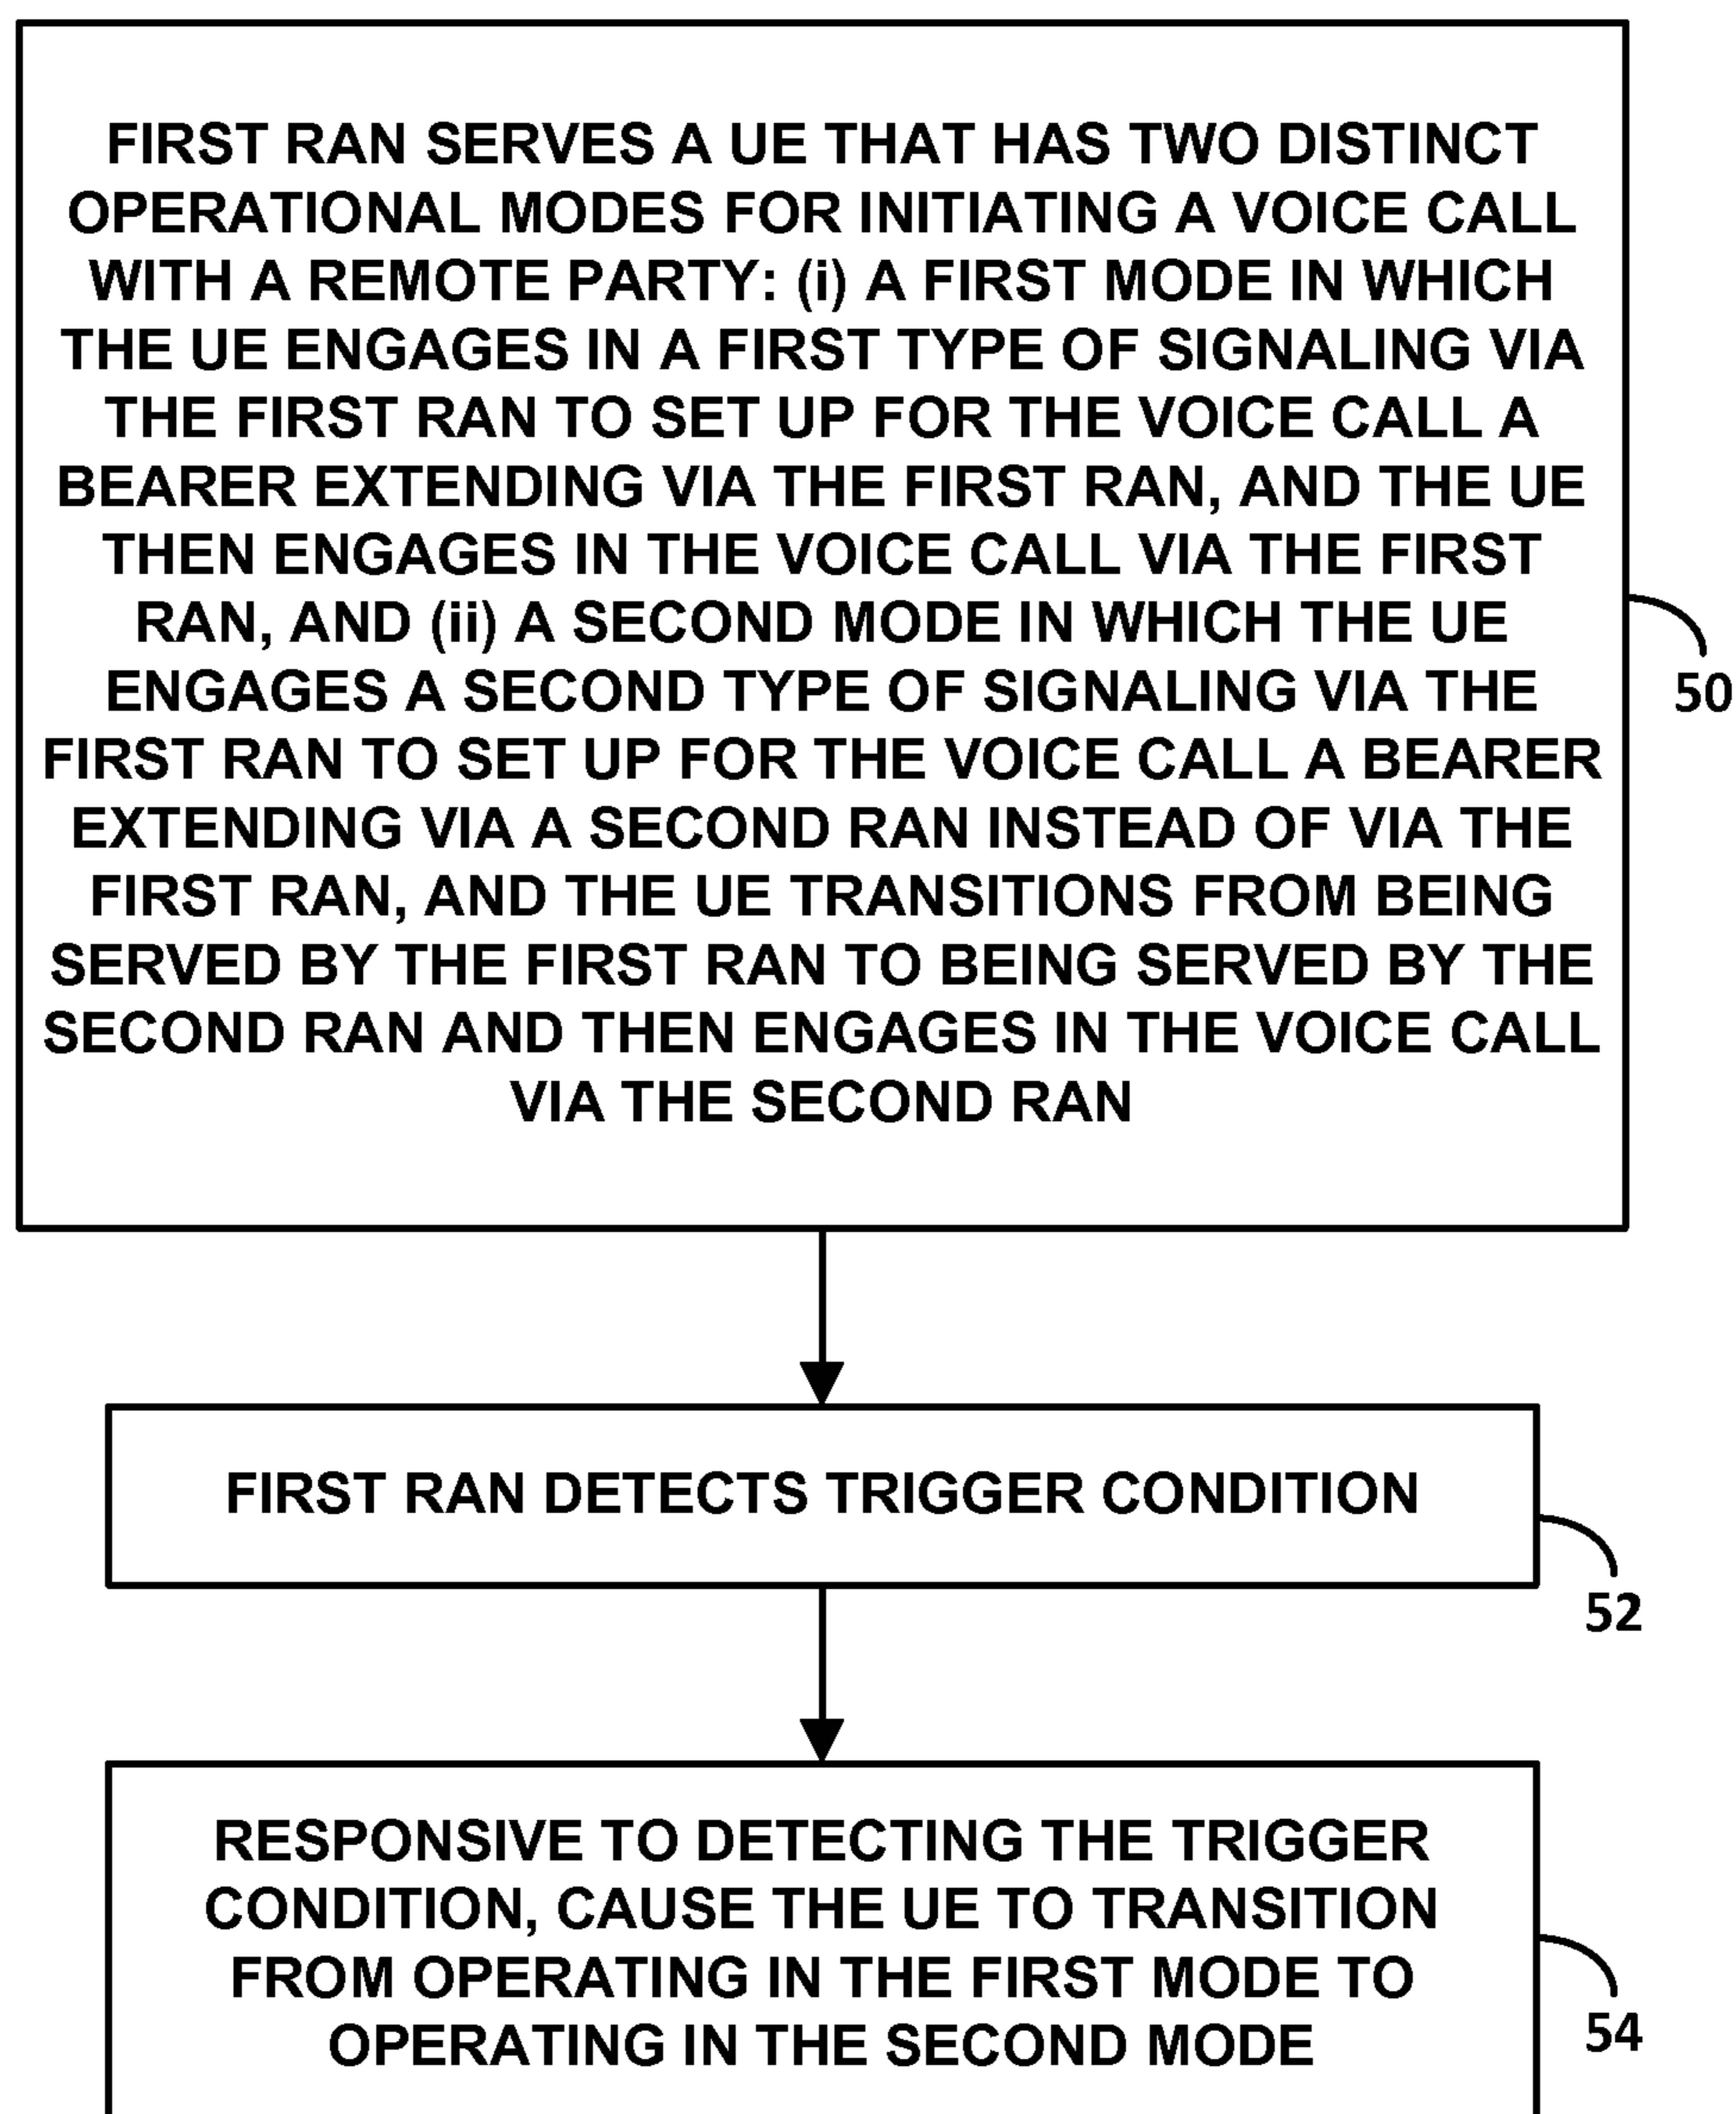 FIRST RAN SERVES A UE THAT HAS TWO DISTINCT
OPERATIONAL MODES FOR INITIATING A VOICE CALL
WITH A REMOTE PARTY: (i) A FIRST MODE IN WHICH
THE UE ENGAGES IN A FIRST TYPE OF SIGNALING VIA
THE FIRST RAN TO SET UP FOR THE VOICE CALL A
BEARER EXTENDING VIA THE FIRST RAN, AND THE UE
THEN ENGAGES IN THE VOICE CALL VIA THE FIRST
RAN, AND (ii) A SECOND MODE IN WHICH THE UE
ENGAGES A SECOND TYPE OF SIGNALING VIA THE
FIRST RAN TO SET UP FOR THE VOICE CALL A BEARER
EXTENDING VIA A SECOND RAN INSTEAD OF VIA THE
FIRST RAN, AND THE UE TRANSITIONS FROM BEING
SERVED BY THE FIRST RAN TO BEING SERVED BY THE
SECOND RAN AND THEN ENGAGES IN THE VOICE CALL
VIA THE SECOND RAN
50
FIRST RAN DETECTS TRIGGER CONDITION
52
RESPONSIVE TO DETECTING THE TRIGGER
CONDITION, CAUSE THE UE TO TRANSITION
FROM OPERATING IN THE FIRST MODE TO
OPERATING IN THE SECOND MODE
54